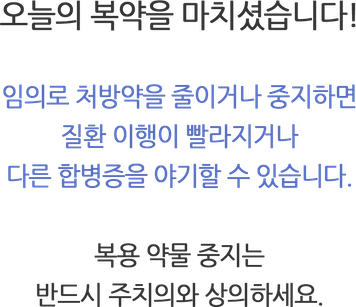 오늘의 복약을 마치셨습니다!
임의로 처방약을 줄이거나 중지하면
질환 이행이 빨라지거나
다른 합병증을 야기할 수 있습니다.
복용 약물 중지는
반드시 주치의와 상의하세요.